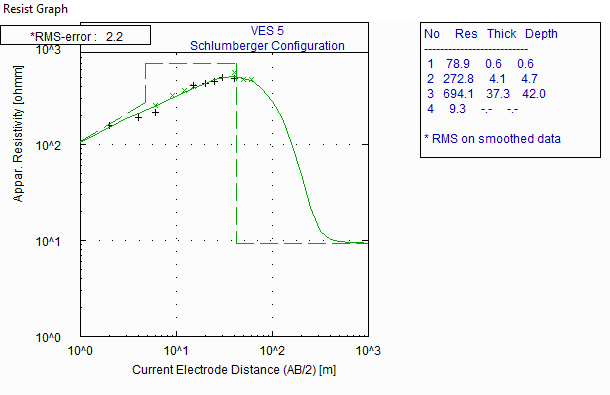 Resist Graph
*RMS-error : 2.2
VES 5
Schlumberger Configuration
10^3
10^2
10^1
10^0
Appar. Resistivity [ohmm]
10^0 10^1 10^2 10^3
Current Electrode Distance (AB/2) [m]
No Res Thick Depth
------------------------------
1 78.9 0.6 0.6
2 272.8 4.1 4.7
3 694.1 37.3 42.0
4 9.3 -.- -.-
* RMS on smoothed data